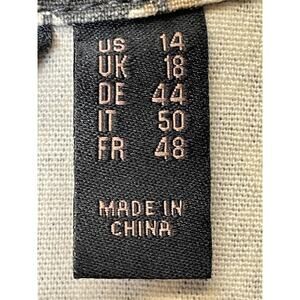 US 14
UK 18
DE 44
IT 50
FR 48
MADE IN
CHINA